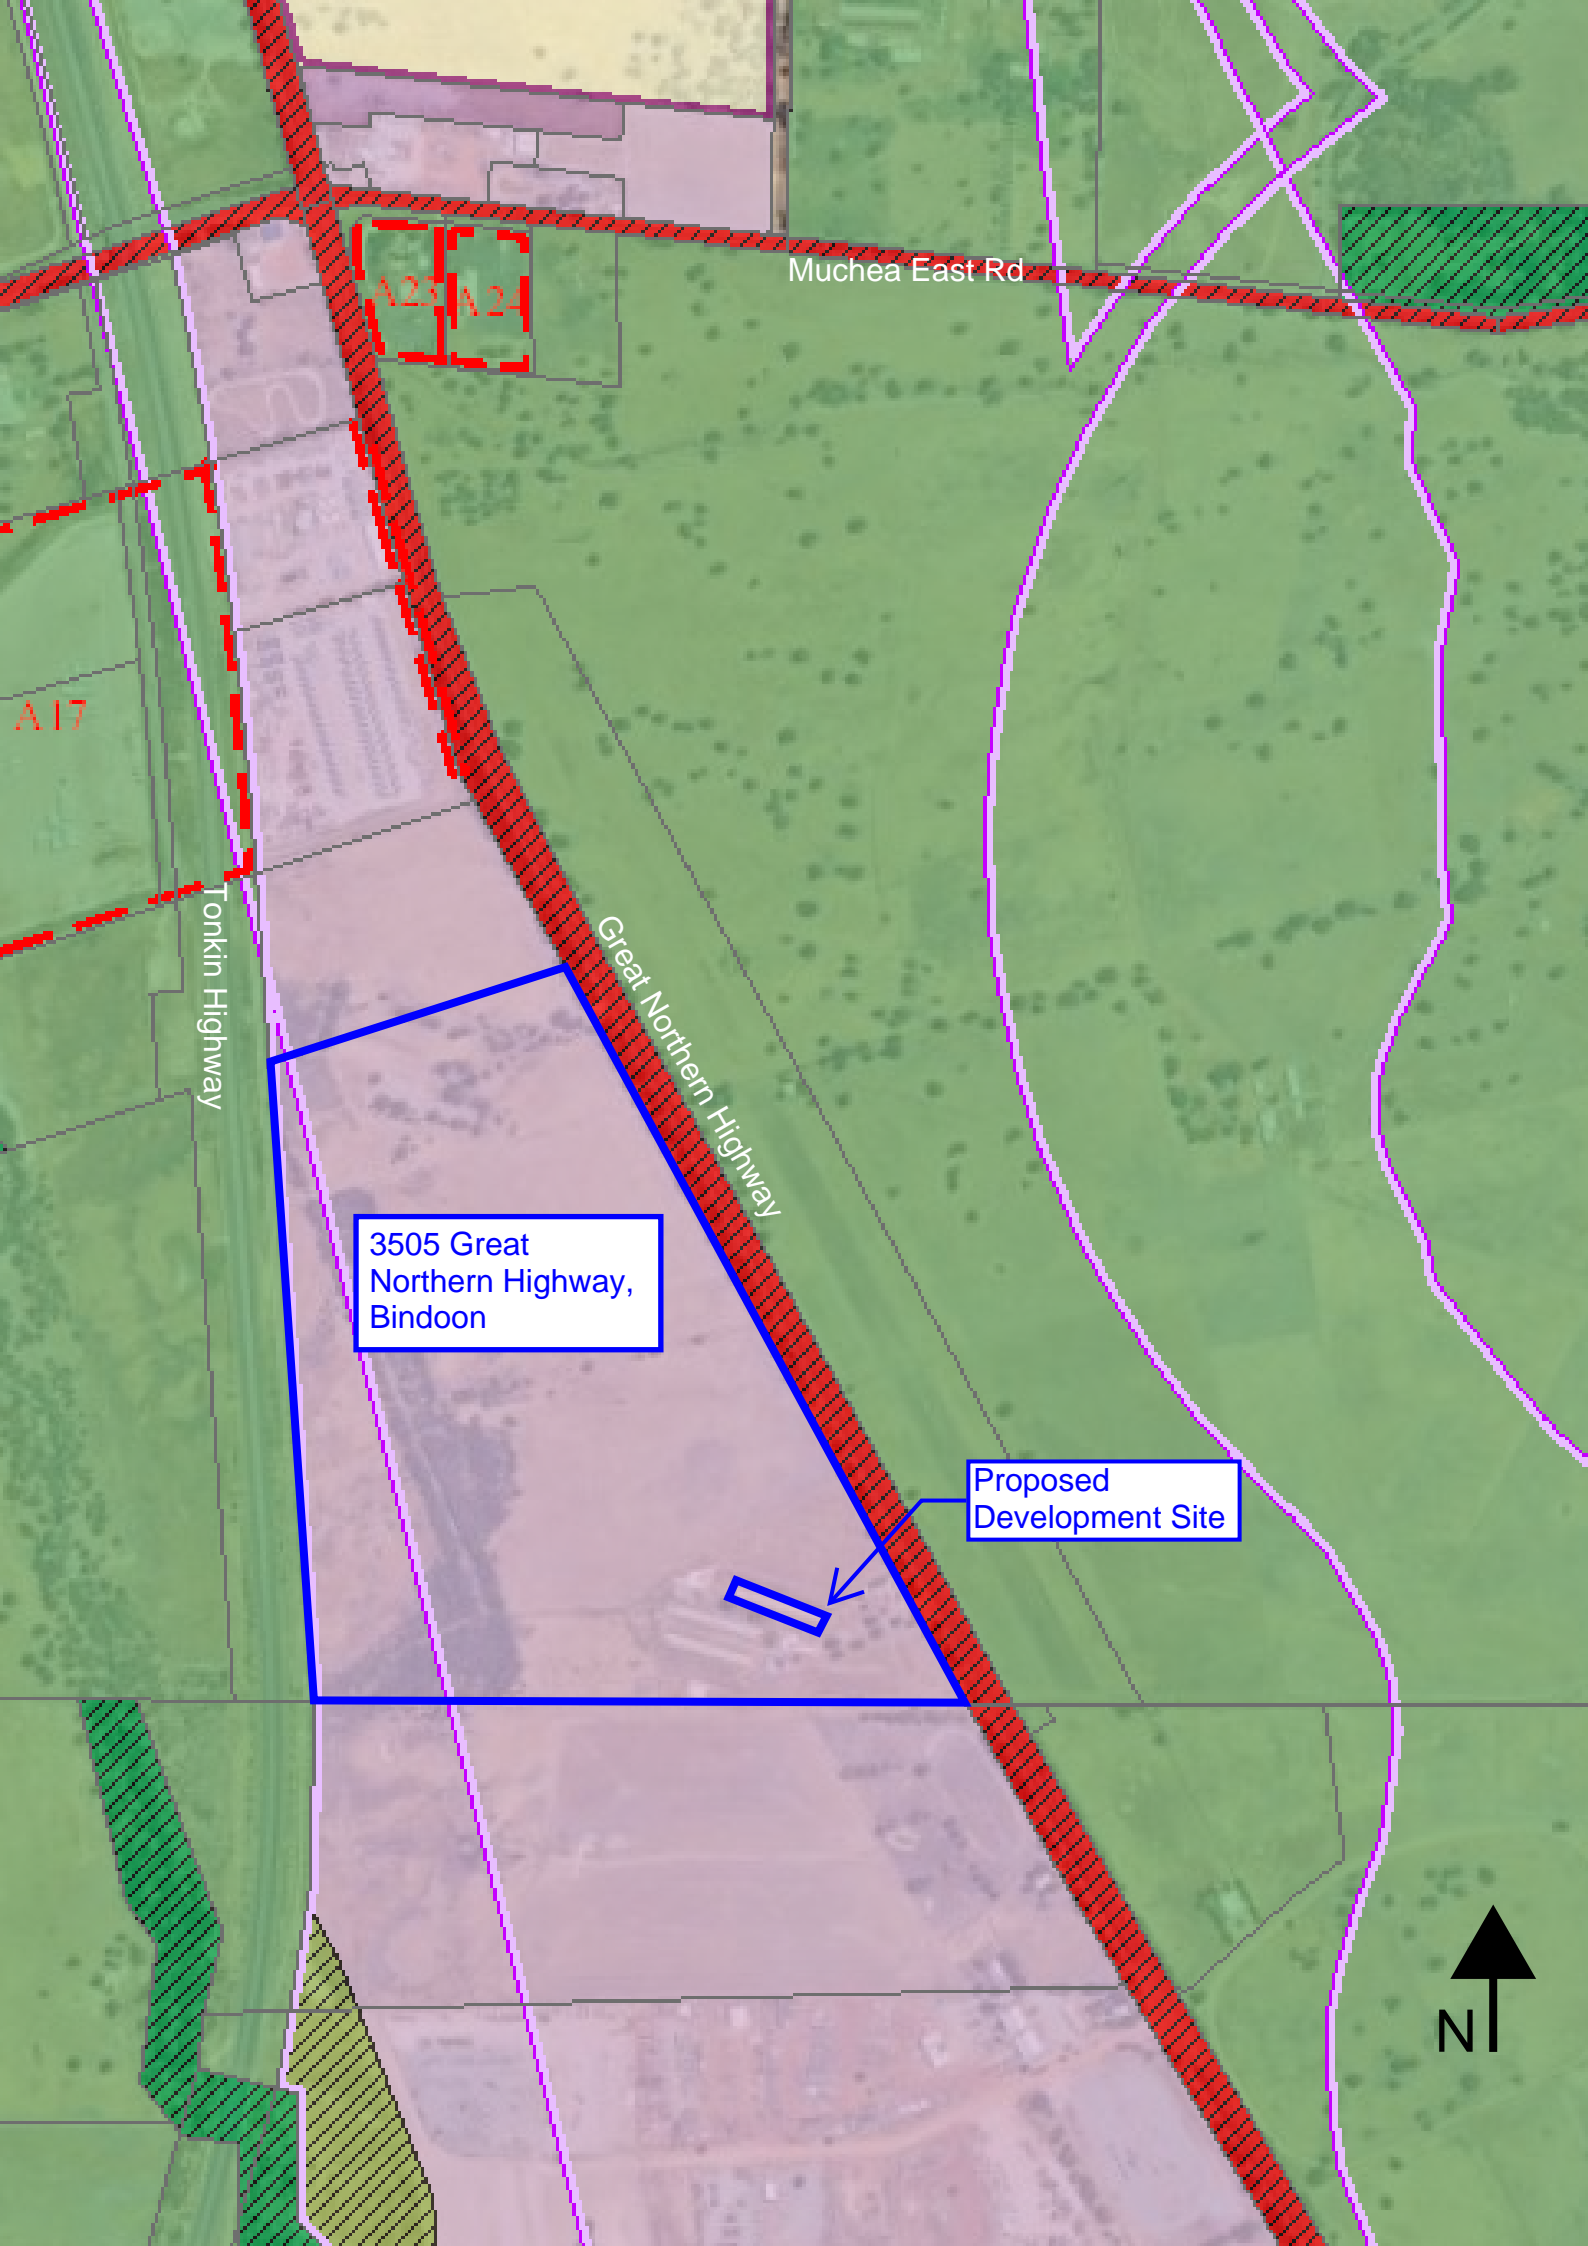 Muchea East Rd
A23
A24
A17
Tonkin Highway
Great Northern Highway
3505 Great
Northern Highway,
Bindoon
Proposed
Development Site
N